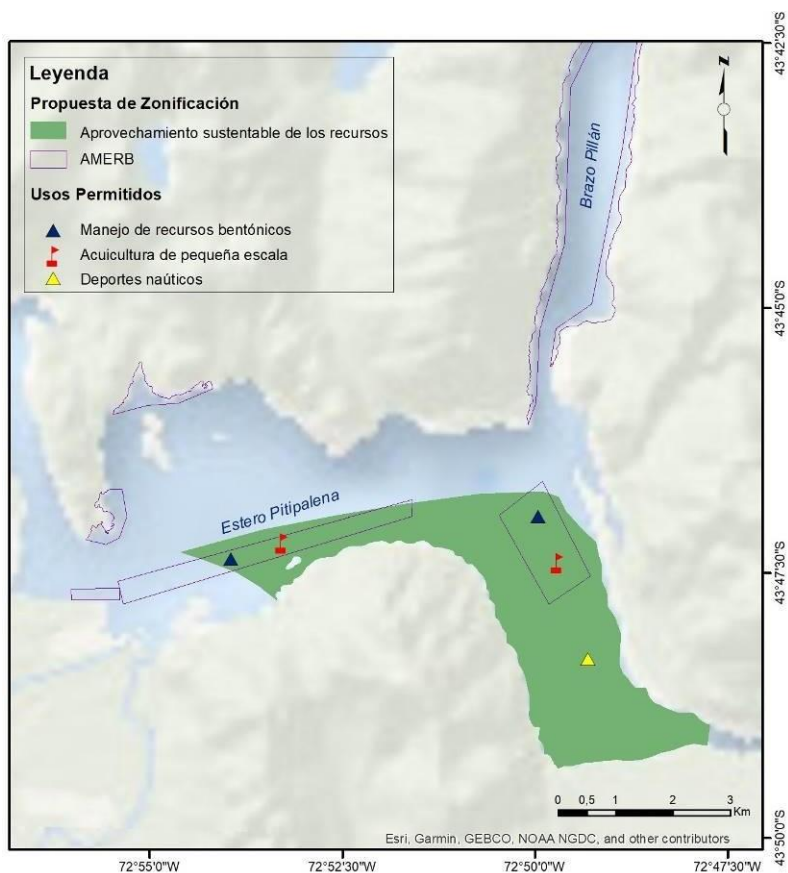 Leyenda
Propuesta de Zonificación
Aprovechamiento sustentable de los recursos
AMERB
Usos Permitidos
Manejo de recursos bentónicos
Acuicultura de pequeña escala
Deportes naúticos
N
Brazo Pillán
Estero Pitipalena
43°42'30"S
43°45'0"S
43°47'30"S
43°50'0"S
0 0,5 1 2 3
Km
Esri, Garmin, GEBCO, NOAA NGDC, and other contributors
72°55'0"W 72°52'30"W 72°50'0"W 72°47'30"W